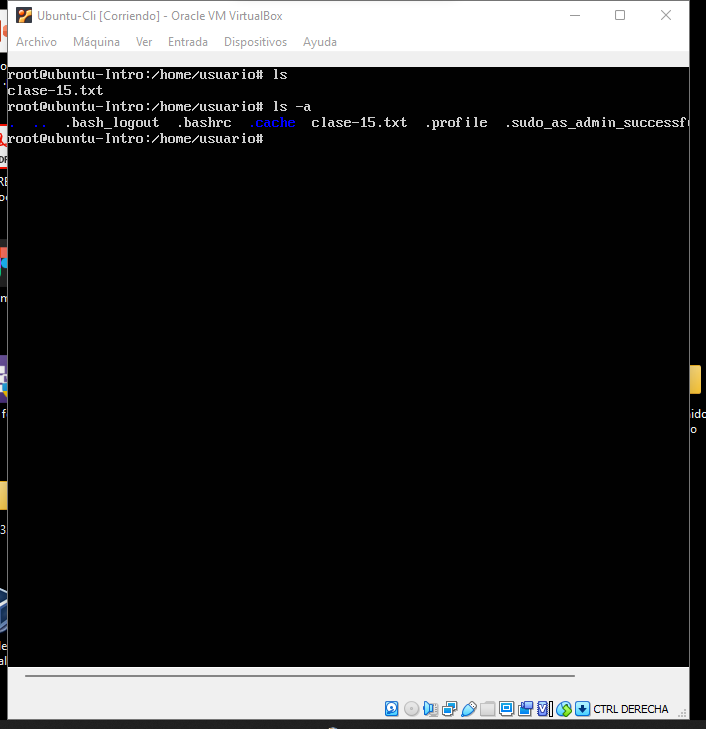 Ubuntu-Cli [Corriendo] - Oracle VM VirtualBox
Archivo Máquina Ver Entrada Dispositivos Ayuda
root@ubuntu-Intro:/home/usuario# ls
clase-15.txt
root@ubuntu-Intro:/home/usuario# ls -a
. .. .bash_logout .bashrc .cache clase-15.txt .profile
root@ubuntu-Intro:/home/usuario#
CTRL DERECHA